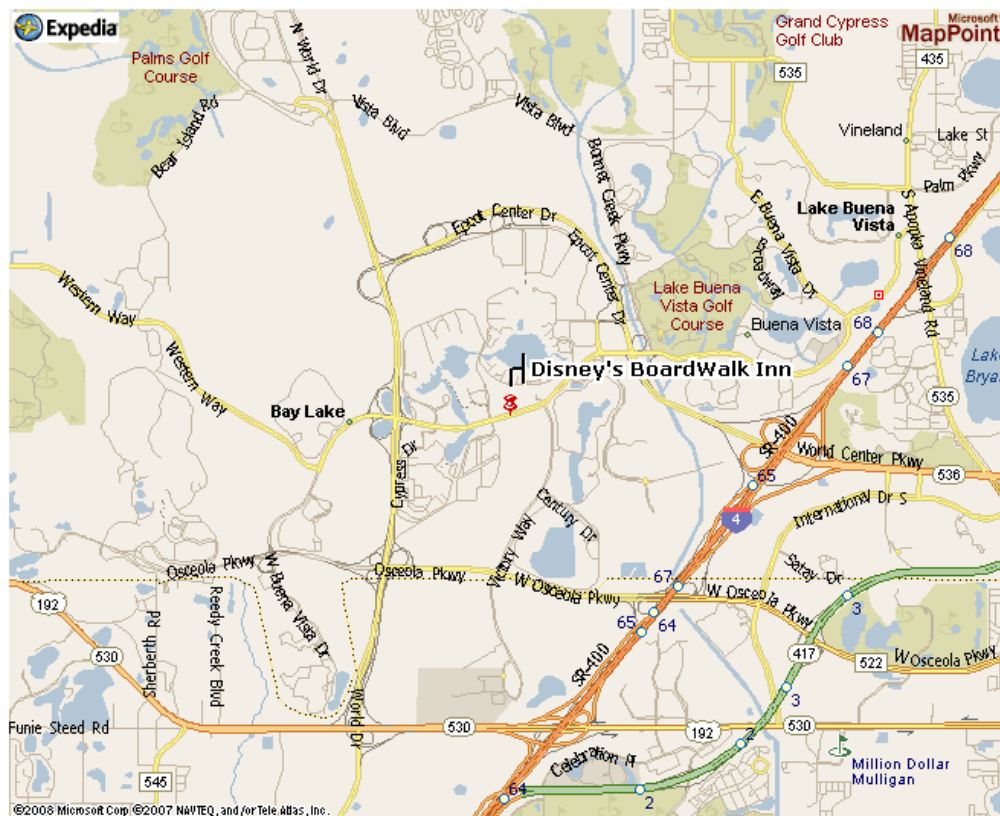 Expedia
Microsoft
MapPoint
Grand Cypress
Golf Club
N World Dr
Palms Golf
Course
535
435
Vista Blvd
Vista Blvd
Bear Island Rd
Vineland
Lake St
Bonnet Creek Pkwy
Palm Pkwy
Lake Buena
Vista
E Buena Vista Dr
S Apopka Vineland Rd
Epcot Center Dr
Epcot Center Dr
Broadway
68
Western Way
Lake Buena
Vista Golf
Course
Buena Vista
68
Disney's BoardWalk Inn
67
Lake
Bryan
Western Way
Bay Lake
535
SR-400
World Center Pkwy
536
Cypress Dr
65
International Dr S
4
Century Dr
Victory Way
Osceola Pkwy
W Buena Vista Dr
Osceola Pkwy
W Osceola Pkwy
67
W Osceola Pkwy
Satay Dr
192
Sherberth Rd
Reedy Creek Blvd
65
64
3
530
417
522
W Osceola Pkwy
SR-400
3
World Dr
Funie Steed Rd
530
192
530
2
Celebration Pl
Million Dollar
Mulligan
545
64
2
©2008 Microsoft Corp ©2007 NAVTEQ, and/or Tele Atlas, Inc.